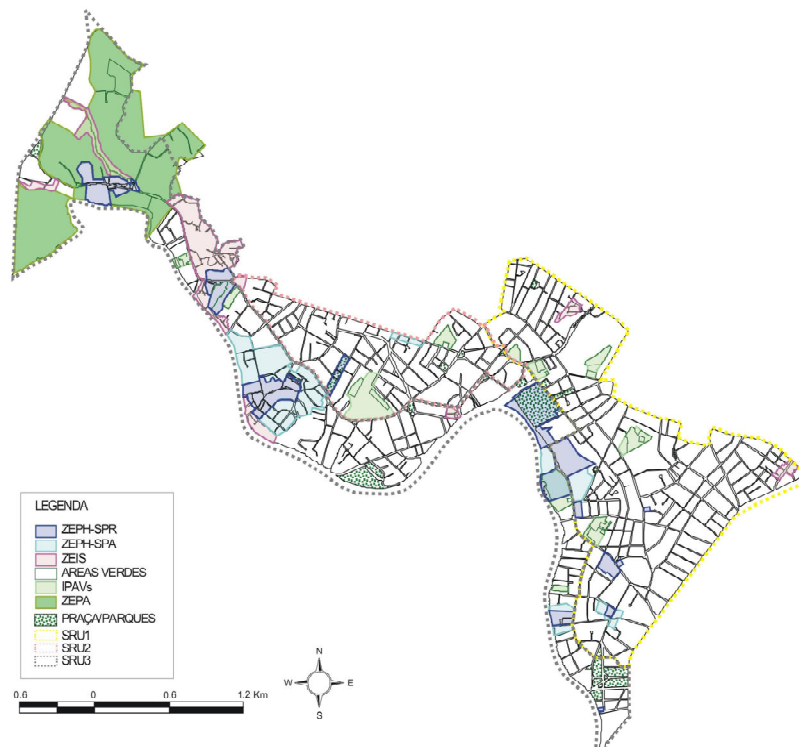 LEGENDA
ZEPH-SPR
ZEPH-SPA
ZEIS
AREAS VERDES
IPAVs
ZEPA
PRAÇA/PARQUES
SRU1
SRU2
SRU3
N
W E
S
0.6 0 0.6 1.2 Km